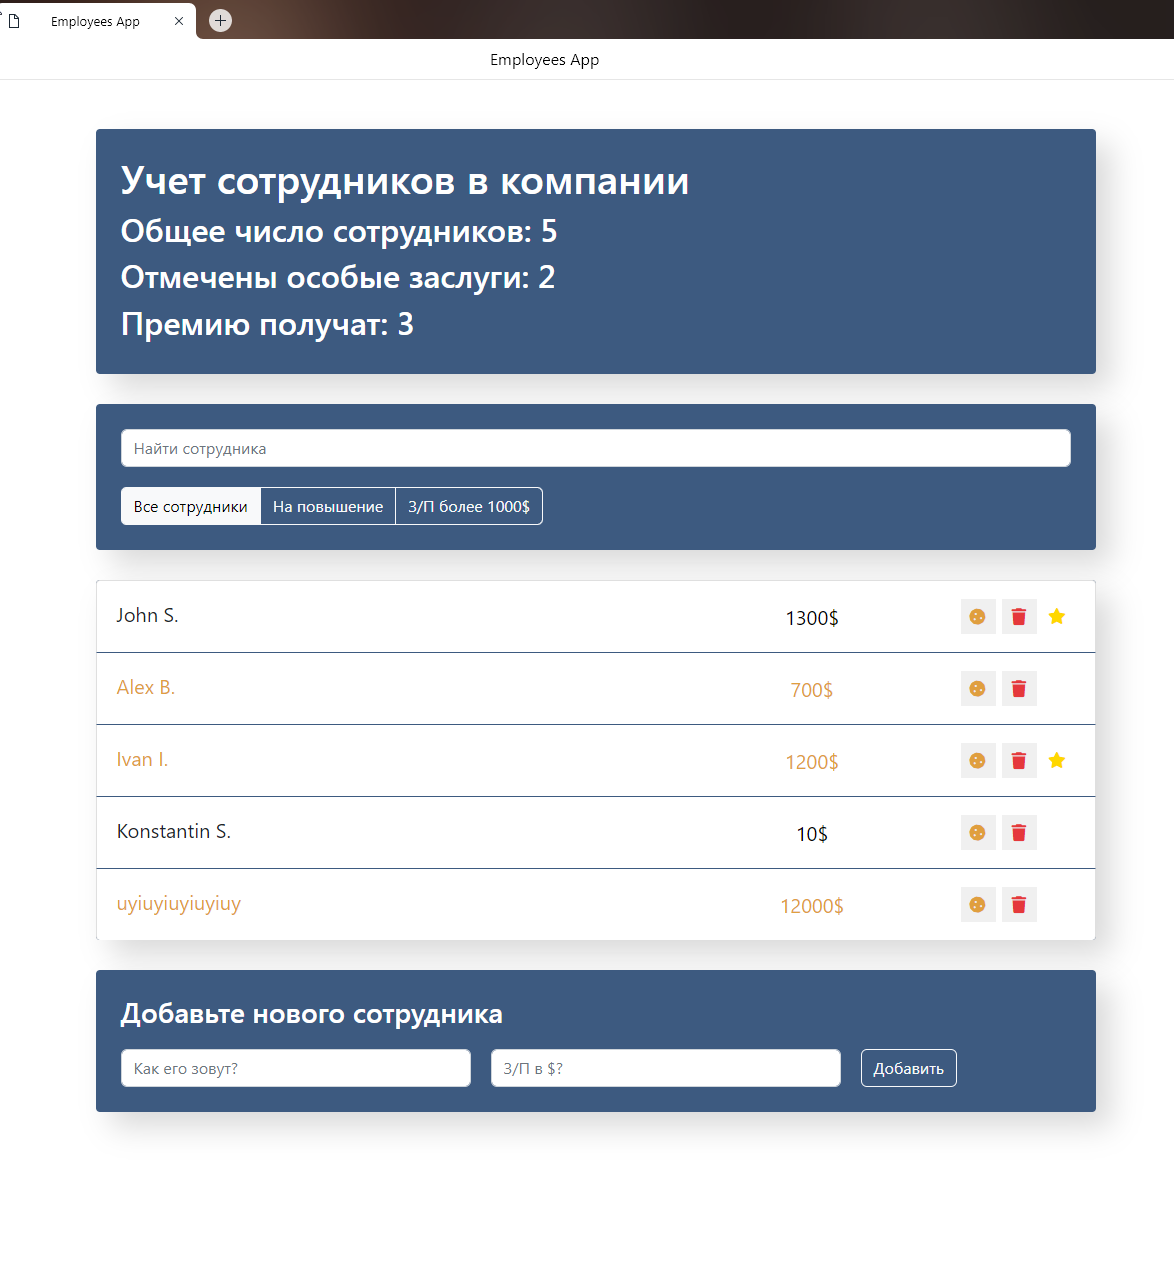 Employees App
Employees App
Учет сотрудников в компании
Общее число сотрудников: 5
Отмечены особые заслуги: 2
Премию получат: 3
Найти сотрудника
Все сотрудники На повышение З/П более 1000$
John S. 1300$
Alex B. 700$
Ivan I. 1200$
Konstantin S. 10$
uyiuyiuyiuyiuy 12000$
Добавьте нового сотрудника
Как его зовут? З/П в $? Добавить